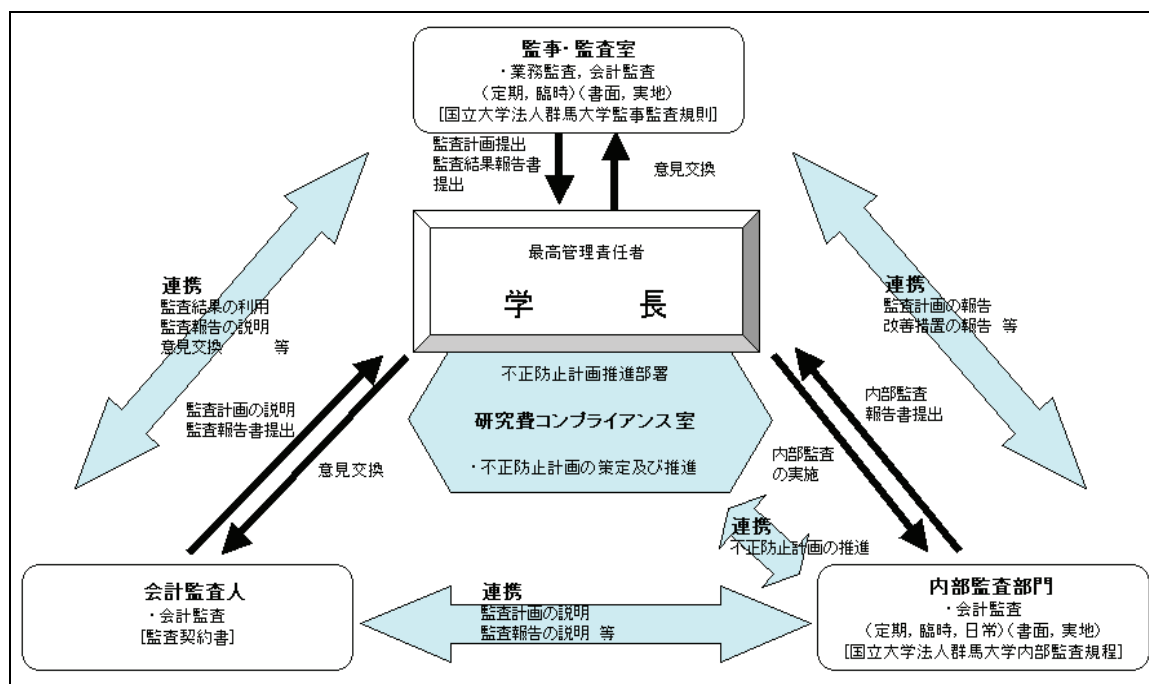 監事・監査室
・業務監査, 会計監査
(定期, 臨時)(書面, 実地)
[国立大学法人群馬大学監事監査規則]
監査計画提出
監査結果報告書
提出
意見交換
最高管理責任者
学 長
連携
監査結果の利用
監査報告の説明
意見交換 等
連携
監査計画の報告
改善措置の報告 等
不正防止計画推進部署
研究費コンプライアンス室
・不正防止計画の策定及び推進
監査計画の説明
監査報告書提出
意見交換
内部監査
報告書提出
内部監査
の実施
連携
不正防止計画の推進
会計監査人
・会計監査
[監査契約書]
連携
監査計画の説明
監査報告の説明 等
内部監査部門
・会計監査
(定期, 臨時, 日常)(書面, 実地)
[国立大学法人群馬大学内部監査規程]